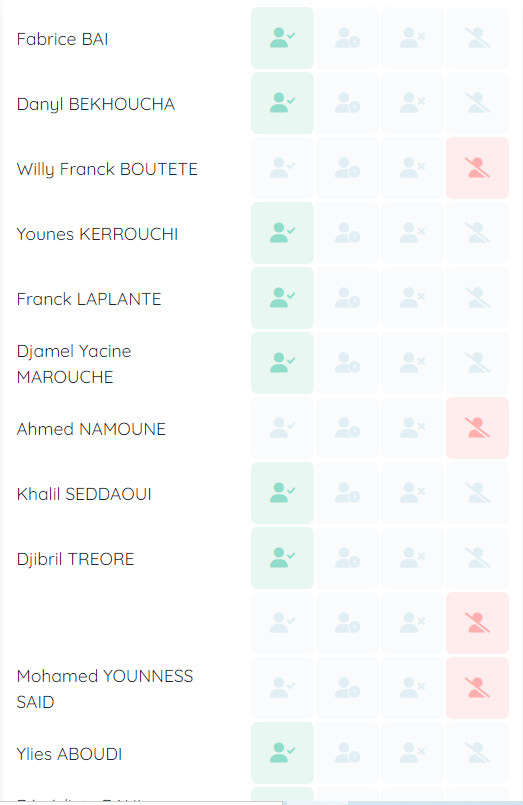 Fabrice BAI
Danyl BEKHOUCHA
Willy Franck BOUTETE
Younes KERROUCHI
Franck LAPLANTE
Djamel Yacine
MAROUCHE
Ahmed NAMOUNE
Khalil SEDDAOUI
Djibril TREORE
Mohamed YOUNNESS
SAID
Ylies ABOUDI